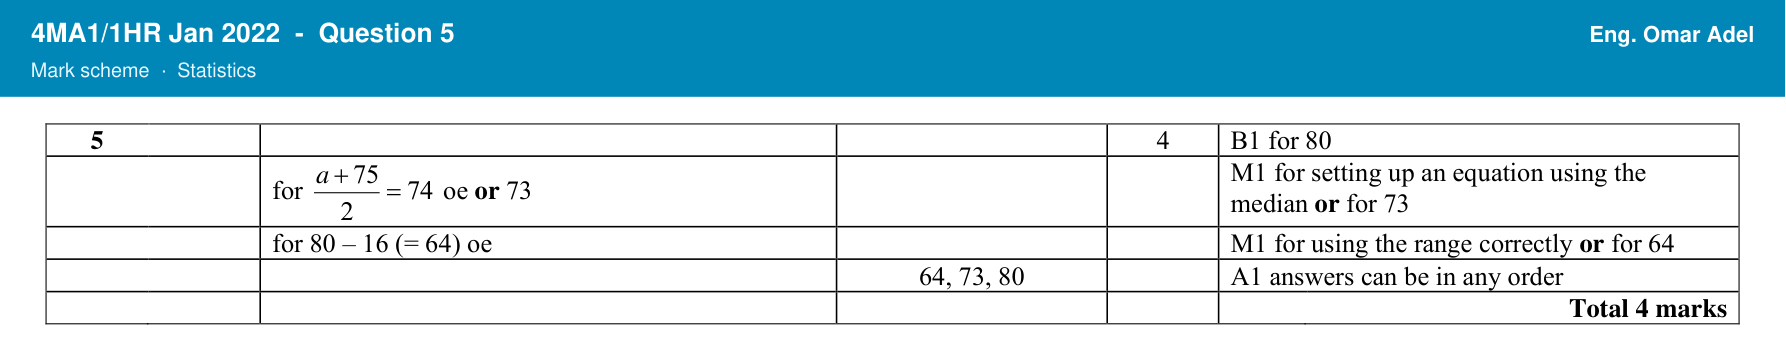 4MA1/1HR Jan 2022 - Question 5
Eng. Omar Adel
Mark scheme · Statistics
5 4 B1 for 80
for (a + 75)/2 = 74 oe or 73
M1 for setting up an equation using the
median or for 73
for 80 – 16 (= 64) oe M1 for using the range correctly or for 64
64, 73, 80 A1 answers can be in any order
Total 4 marks